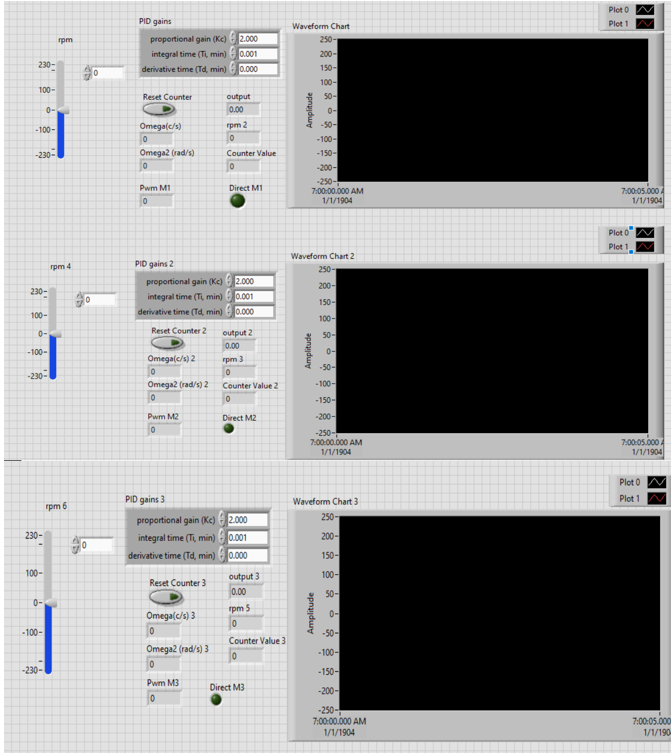 Plot 0
Plot 1
PID gains
Waveform Chart
rpm
proportional gain (Kc) 2.000
integral time (Ti, min) 0.001
derivative time (Td, min) 0.000
230
100
0
-100
-230
0
Reset Counter
output
0.00
Omega(c/s)
0
rpm 2
0
Omega2 (rad/s)
0
Counter Value
0
Pwm M1
0
Direct M1
Amplitude
250
200
150
100
50
0
-50
-100
-150
-200
-250
7:00:00.000 AM
1/1/1904
7:00:05.000 A
1/1/1904
Plot 0
Plot 1
Waveform Chart 2
rpm 4
PID gains 2
proportional gain (Kc) 2.000
integral time (Ti, min) 0.001
derivative time (Td, min) 0.000
230
100
0
-100
-230
0
Reset Counter 2
output 2
0.00
Omega(c/s) 2
0
rpm 3
0
Omega2 (rad/s) 2
0
Counter Value 2
0
Pwm M2
0
Direct M2
Amplitude
250
200
150
100
50
0
-50
-100
-150
-200
-250
7:00:00.000 AM
1/1/1904
7:00:05.000 A
1/1/1904
Plot 0
Plot 1
PID gains 3
Waveform Chart 3
rpm 6
proportional gain (Kc) 2.000
integral time (Ti, min) 0.001
derivative time (Td, min) 0.000
230
100
0
-100
-230
0
Reset Counter 3
output 3
0.00
Omega(c/s) 3
0
rpm 5
0
Omega2 (rad/s) 3
0
Counter Value 3
0
Pwm M3
0
Direct M3
Amplitude
250
200
150
100
50
0
-50
-100
-150
-200
-250
7:00:00.000 AM
1/1/1904
7:00:05.000
1/1/190